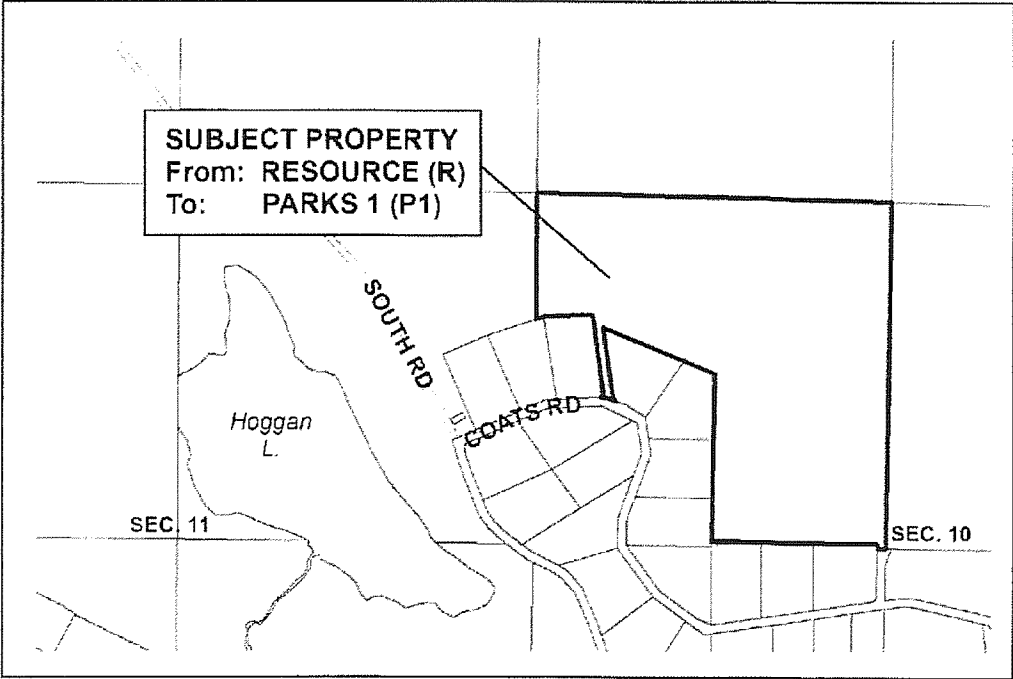 SUBJECT PROPERTY
From: RESOURCE (R)
To: PARKS 1 (P1)
SOUTH RD
COATS RD
Hoggan
L.
SEC. 11
SEC. 10